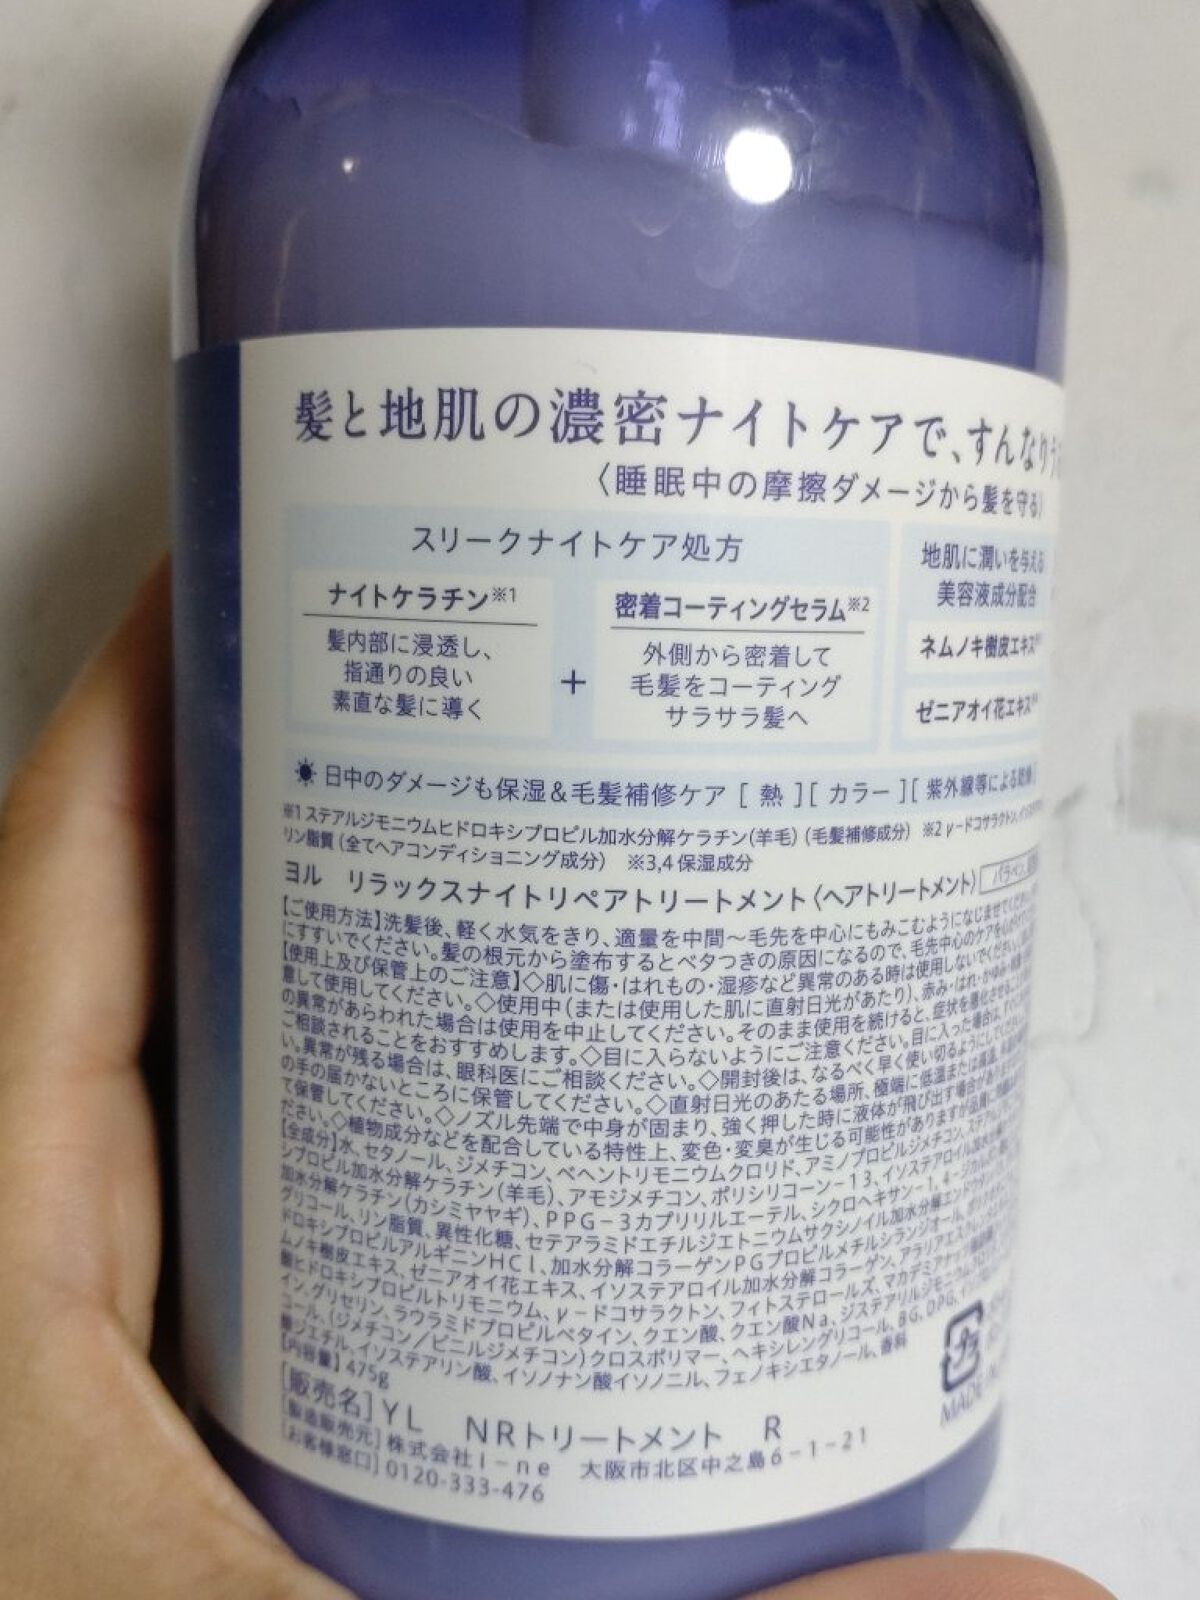 髪と地肌の濃密ナイトケアで、すんなり
〈睡眠中の摩擦ダメージから髪を守る〉
スリークナイトケア処方
ナイトケラチン※1
髪内部に浸透し、
指通りの良い
素直な髪に導く
+
密着コーティングセラム※2
外側から密着して
毛髪をコーティング
サラサラ髪へ
地肌に潤いを与える
美容液成分配合
ネムノキ樹皮エキス
ゼニアオイ花エキス
日中のダメージも保湿&毛髪補修ケア [ 熱 ][ カラー ][ 紫外線等による乾燥 ]
※1 ステアルジモニウムヒドロキシプロピル加水分解ケラチン(羊毛) (毛髪補修成分) ※2 γ-ドコサラクトン、
リン脂質 (全てヘアコンディショニング成分) ※3,4 保湿成分
ヨル リラックスナイトリペアトリートメント〈ヘアトリートメント〉 パラベン、
【ご使用方法】洗髪後、軽く水気をきり、適量を中間〜毛先を中心にもみこむようになじませて
にすすいでください。髪の根元から塗布するとベタつきの原因になるので、毛先中心のケアを
【使用上及び保管上のご注意】◇肌に傷・はれもの・湿疹など異常のある時は使用しないでください。
意して使用してください。◇使用中(または使用した肌に直射日光があたり)、赤み・はれ・かゆみ・
の異常があらわれた場合は使用を中止してください。そのまま使用を続けると、症状を悪化させる
ご相談されることをおすすめします。◇目に入らないようにご注意ください。目に入った場合は、
い。異常が残る場合は、眼科医にご相談ください。◇開封後は、なるべく早く使い切るようにして
の手の届かないところに保管してください。◇直射日光のあたる場所、極端に低温または高温、
て保管してください。◇ノズル先端で中身が固まり、強く押した時に液体が飛び出す場合があります
ださい。◇植物成分などを配合している特性上、変色・変臭が生じる可能性がありますが品質に
【全成分】水、セタノール、ジメチコン、ベヘントリモニウムクロリド、アミノプロピルジメチコン、
シプロピル加水分解ケラチン(羊毛)、アモジメチコン、ポリシリコーン-13、イソステアロイル加水分解
加水分解ケラチン(カシミヤヤギ)、PPG-3カプリリルエーテル、シクロヘキサン-1,4-ジカルボン酸
グリコール、リン脂質、異性化糖、セテアラミドエチルジエトニウムサクシノイル加水分解エンドウタンパク
ドロキシプロピルアルギニンHCl、加水分解コラーゲンPGプロピルメチルシランジオール、
ムノキ樹皮エキス、ゼニアオイ花エキス、イソステアロイル加水分解コラーゲン、
酸ヒドロキシプロピルトリモニウム、γ-ドコサラクトン、フィトステロールズ、マカデミアナッツ
イン、グリセリン、ラウラミドプロピルベタイン、クエン酸、クエン酸Na、ジステアリルジモニウムクロリド、
コール、(ジメチコン/ビニルジメチコン)クロスポリマー、ヘキシレングリコール、BG、DPG、
酸ジエチル、イソステアリン酸、イソノナン酸イソノニル、フェノキシエタノール、香料
【内容量】475g
[販売名]YL NRトリートメント R
[製造販売元]株式会社I-ne 大阪市北区中之島6-1-21
[お客様窓口]0120-333-476
MADE IN